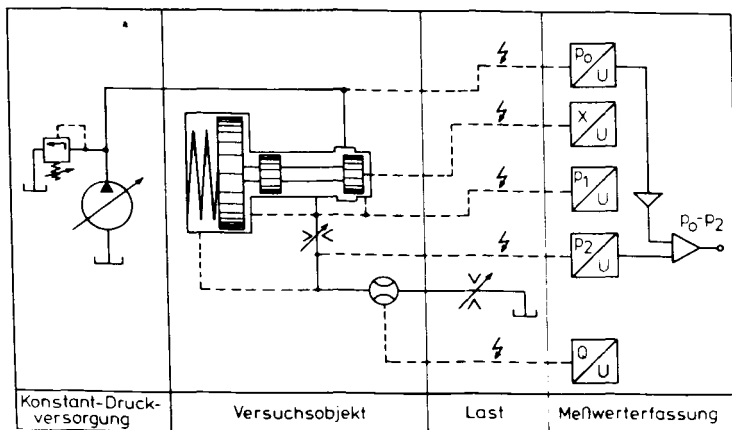 p0
U
X
U
p1
U
p2
U
p0-p2
Q
U
Konstant-Druck-
versorgung
Versuchsobjekt
Last
Meßwerterfassung